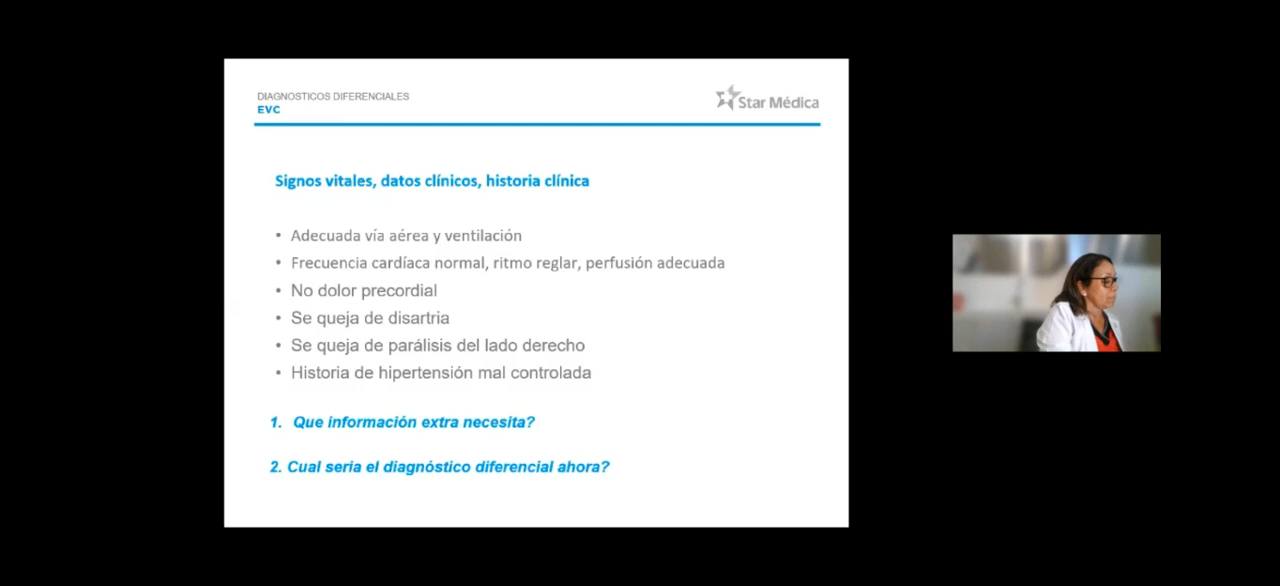 DIAGNOSTICOS DIFERENCIALES
EVC
Star Médica
Signos vitales, datos clínicos, historia clínica
• Adecuada vía aérea y ventilación
• Frecuencia cardíaca normal, ritmo reglar, perfusión adecuada
• No dolor precordial
• Se queja de disartria
• Se queja de parálisis del lado derecho
• Historia de hipertensión mal controlada
1. Que información extra necesita?
2. Cual seria el diagnóstico diferencial ahora?